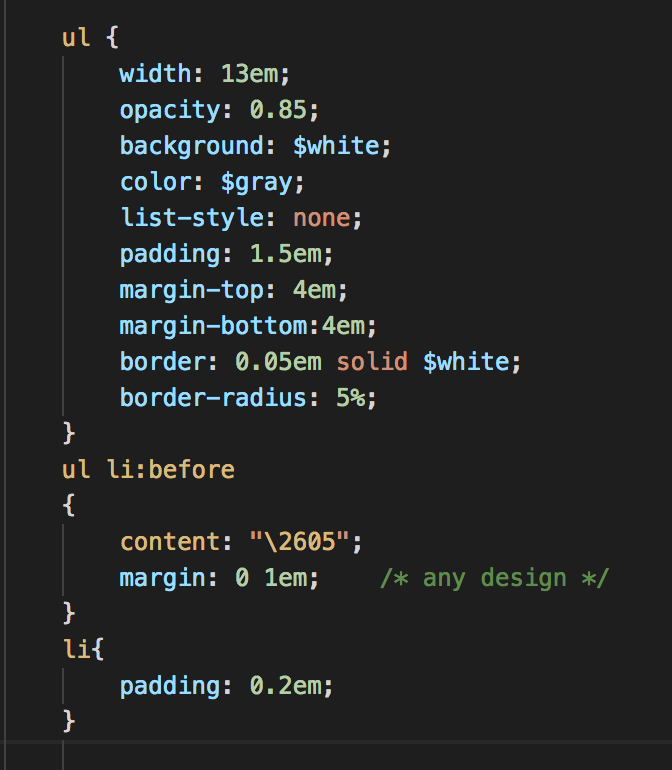 ul {
    width: 13em;
    opacity: 0.85;
    background: $white;
    color: $gray;
    list-style: none;
    padding: 1.5em;
    margin-top: 4em;
    margin-bottom:4em;
    border: 0.05em solid $white;
    border-radius: 5%;
}
ul li:before
{
    content: "\2605";
    margin: 0 1em;    /* any design */
}
li{
    padding: 0.2em;
}